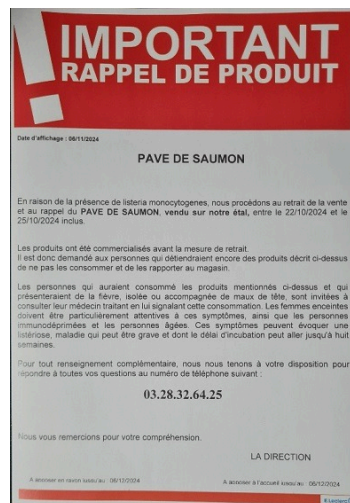 ! IMPORTANT
RAPPEL DE PRODUIT
Date d'affichage : 06/11/2024
PAVE DE SAUMON
En raison de la présence de listeria monocytogenes, nous procédons au retrait de la vente
et au rappel du PAVE DE SAUMON, vendu sur notre étal, entre le 22/10/2024 et le
25/10/2024 inclus.
Les produits ont été commercialisés avant la mesure de retrait.
Il est donc demandé aux personnes qui détiendraient encore des produits décrit ci-dessus
de ne pas les consommer et de les rapporter au magasin.
Les personnes qui auraient consommé les produits mentionnés ci-dessus et qui
présenteraient de la fièvre, isolée ou accompagnée de maux de tête, sont invitées à
consulter leur médecin traitant en lui signalant cette consommation. Les femmes enceintes
doivent être particulièrement attentives à ces symptômes, ainsi que les personnes
immunodéprimées et les personnes âgées. Ces symptômes peuvent évoquer une
listériose, maladie qui peut être grave et dont le délai d'incubation peut aller jusqu'à huit
semaines.
Pour tout renseignement complémentaire, nous nous tenons à votre disposition pour
répondre à toutes vos questions au numéro de téléphone suivant :
03.28.32.64.25
Nous vous remercions pour votre compréhension.
LA DIRECTION
A apposer en rayon jusqu'au : 06/12/2024
A apposer à l'accueil jusqu'au : 06/12/2024
E.Leclerc